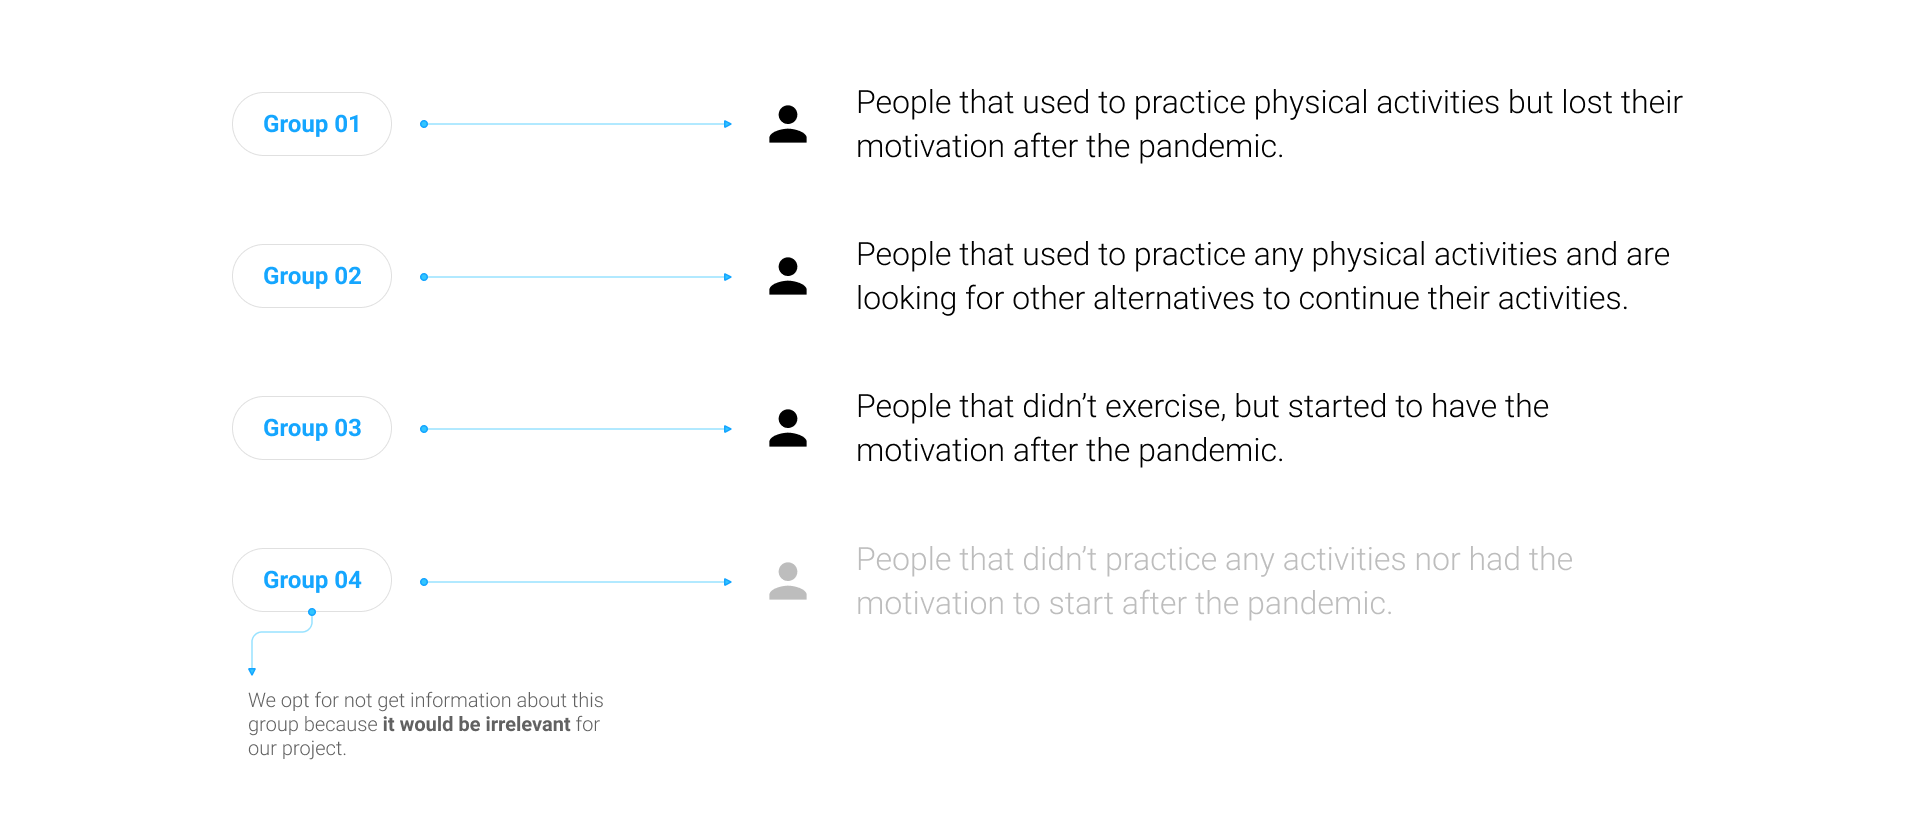 Group 01
People that used to practice physical activities but lost their
motivation after the pandemic.
Group 02
People that used to practice any physical activities and are
looking for other alternatives to continue their activities.
Group 03
People that didn’t exercise, but started to have the
motivation after the pandemic.
Group 04
People that didn’t practice any activities nor had the
motivation to start after the pandemic.
We opt for not get information about this
group because it would be irrelevant for
our project.